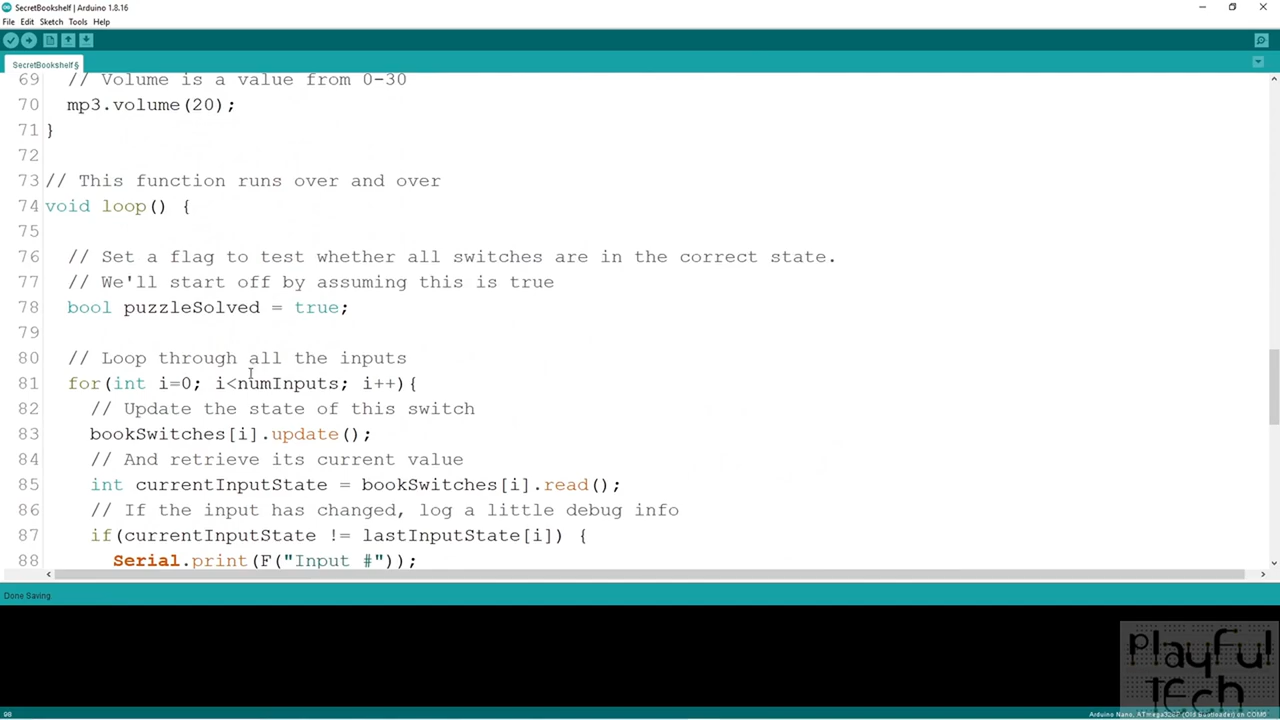 SecretBookshelf | Arduino 1.8.16
File Edit Sketch Tools Help
SecretBookshelf§
69 // Volume is a value from 0-30
70 mp3.volume(20);
71 }
72
73 // This function runs over and over
74 void loop() {
75
76 // Set a flag to test whether all switches are in the correct state.
77 // We'll start off by assuming this is true
78 bool puzzleSolved = true;
79
80 // Loop through all the inputs
81 for(int i=0; i<numInputs; i++){
82 // Update the state of this switch
83 bookSwitches[i].update();
84 // And retrieve its current value
85 int currentInputState = bookSwitches[i].read();
86 // If the input has changed, log a little debug info
87 if(currentInputState != lastInputState[i]) {
88 Serial.print(F("Input #"));
Done Saving
PlayFul
TEch
98
Arduino Nano, ATmega328P (Old Bootloader) on COM6